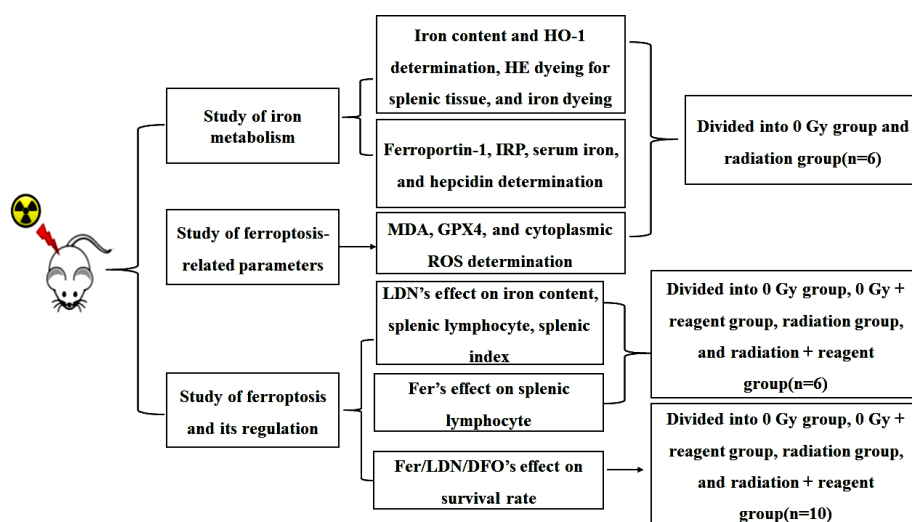 Study of iron
metabolism
Iron content and HO-1
determination, HE dyeing for
splenic tissue, and iron dyeing
Ferroportin-1, IRP, serum iron,
and hepcidin determination
Divided into 0 Gy group and
radiation group(n=6)
Study of ferroptosis-
related parameters
MDA, GPX4, and cytoplasmic
ROS determination
Study of ferroptosis
and its regulation
LDN's effect on iron content,
splenic lymphocyte, splenic
index
Fer's effect on splenic
lymphocyte
Divided into 0 Gy group, 0 Gy +
reagent group, radiation group,
and radiation + reagent
group(n=6)
Fer/LDN/DFO's effect on
survival rate
Divided into 0 Gy group, 0 Gy +
reagent group, radiation group,
and radiation + reagent
group(n=10)